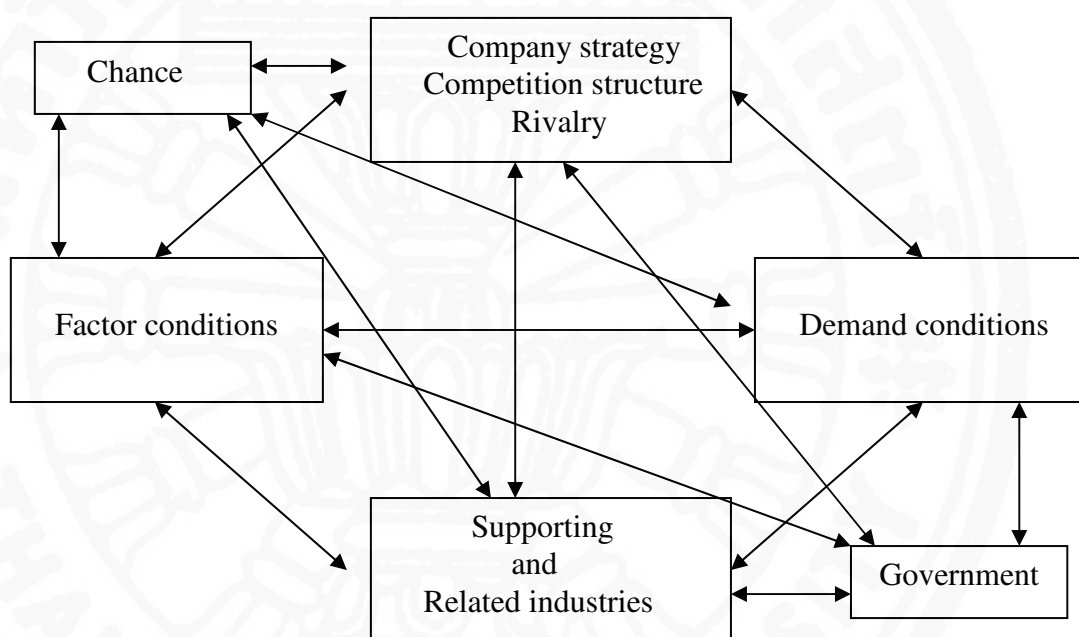 Chance
Company strategy
Competition structure
Rivalry
Factor conditions
Demand conditions
Supporting
and
Related industries
Government